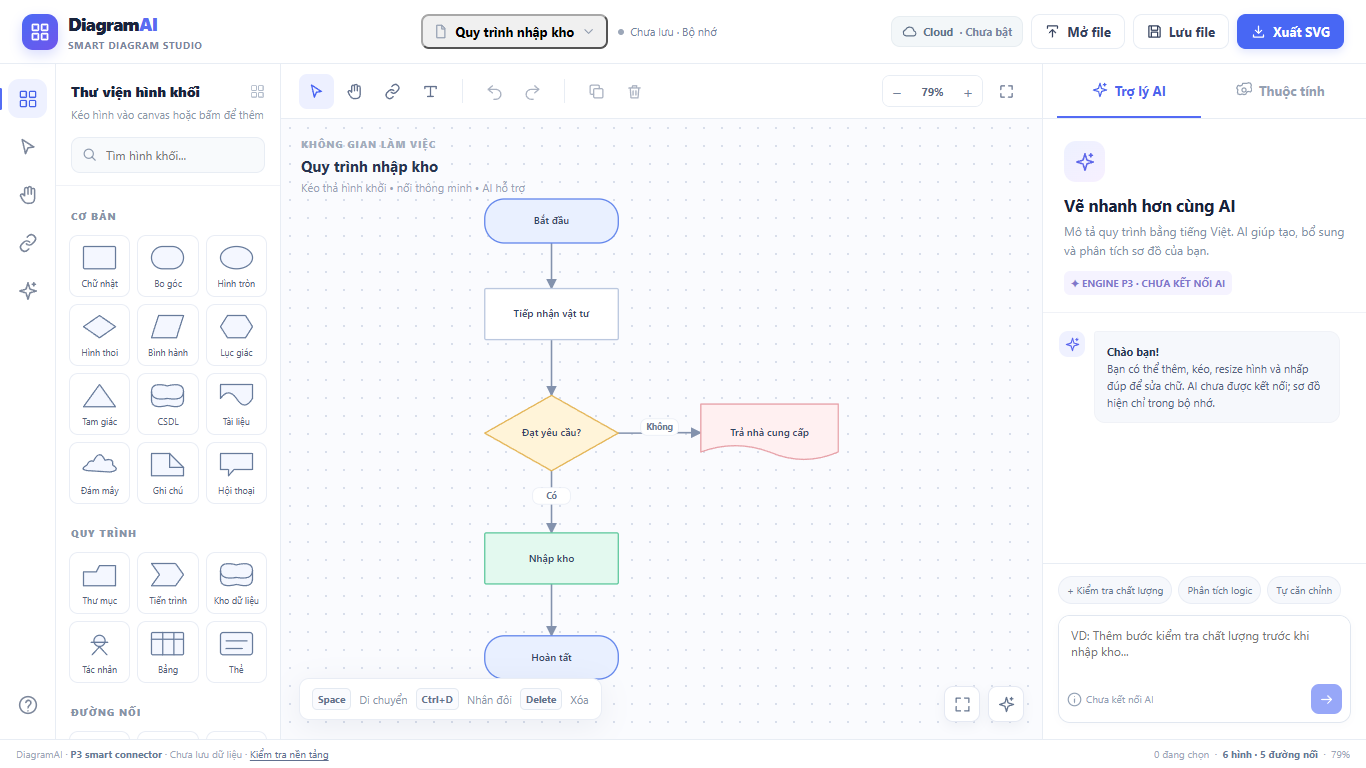 DiagramAI
SMART DIAGRAM STUDIO
Quy trình nhập kho
Chưa lưu · Bộ nhớ
Cloud · Chưa bật
Mở file
Lưu file
Xuất SVG
Thư viện hình khối
Kéo hình vào canvas hoặc bấm để thêm
Tìm hình khối...
CƠ BẢN
Chữ nhật
Bo góc
Hình tròn
Hình thoi
Bình hành
Lục giác
Tam giác
CSDL
Tài liệu
Đám mây
Ghi chú
Hội thoại
QUY TRÌNH
Thư mục
Tiến trình
Kho dữ liệu
Tác nhân
Bảng
Thẻ
ĐƯỜNG NỐI
79%
KHÔNG GIAN LÀM VIỆC
Quy trình nhập kho
Kéo thả hình khối • nối thông minh • AI hỗ trợ
Bắt đầu
Tiếp nhận vật tư
Đạt yêu cầu?
Không
Trả nhà cung cấp
Có
Nhập kho
Hoàn tất
Space Di chuyển Ctrl+D Nhân đôi Delete Xóa
Trợ lý AI
Thuộc tính
Vẽ nhanh hơn cùng AI
Mô tả quy trình bằng tiếng Việt. AI giúp tạo, bổ sung
và phân tích sơ đồ của bạn.
✦ ENGINE P3 · CHƯA KẾT NỐI AI
Chào bạn!
Bạn có thể thêm, kéo, resize hình và nhấp
đúp để sửa chữ. AI chưa được kết nối; sơ đồ
hiện chỉ trong bộ nhớ.
+ Kiểm tra chất lượng
Phân tích logic
Tự căn chỉnh
VD: Thêm bước kiểm tra chất lượng trước khi
nhập kho...
Chưa kết nối AI
DiagramAI · P3 smart connector · Chưa lưu dữ liệu · Kiểm tra nền tảng
0 đang chọn · 6 hình · 5 đường nối · 79%